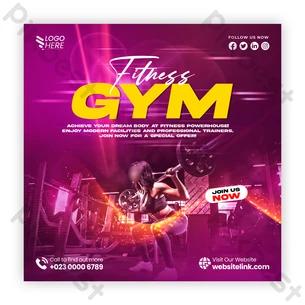 LOGO
HERE
FOLLOW US NOW
Fitness
GYM
ACHIEVE YOUR DREAM BODY AT FITNESS POWERHOUSE!
ENJOY MODERN FACILITIES AND PROFESSIONAL TRAINERS.
JOIN NOW FOR A SPECIAL OFFER!
JOIN US
NOW
Call to find out more
+023 0000 6789
Visit Our Website
websitelink.com